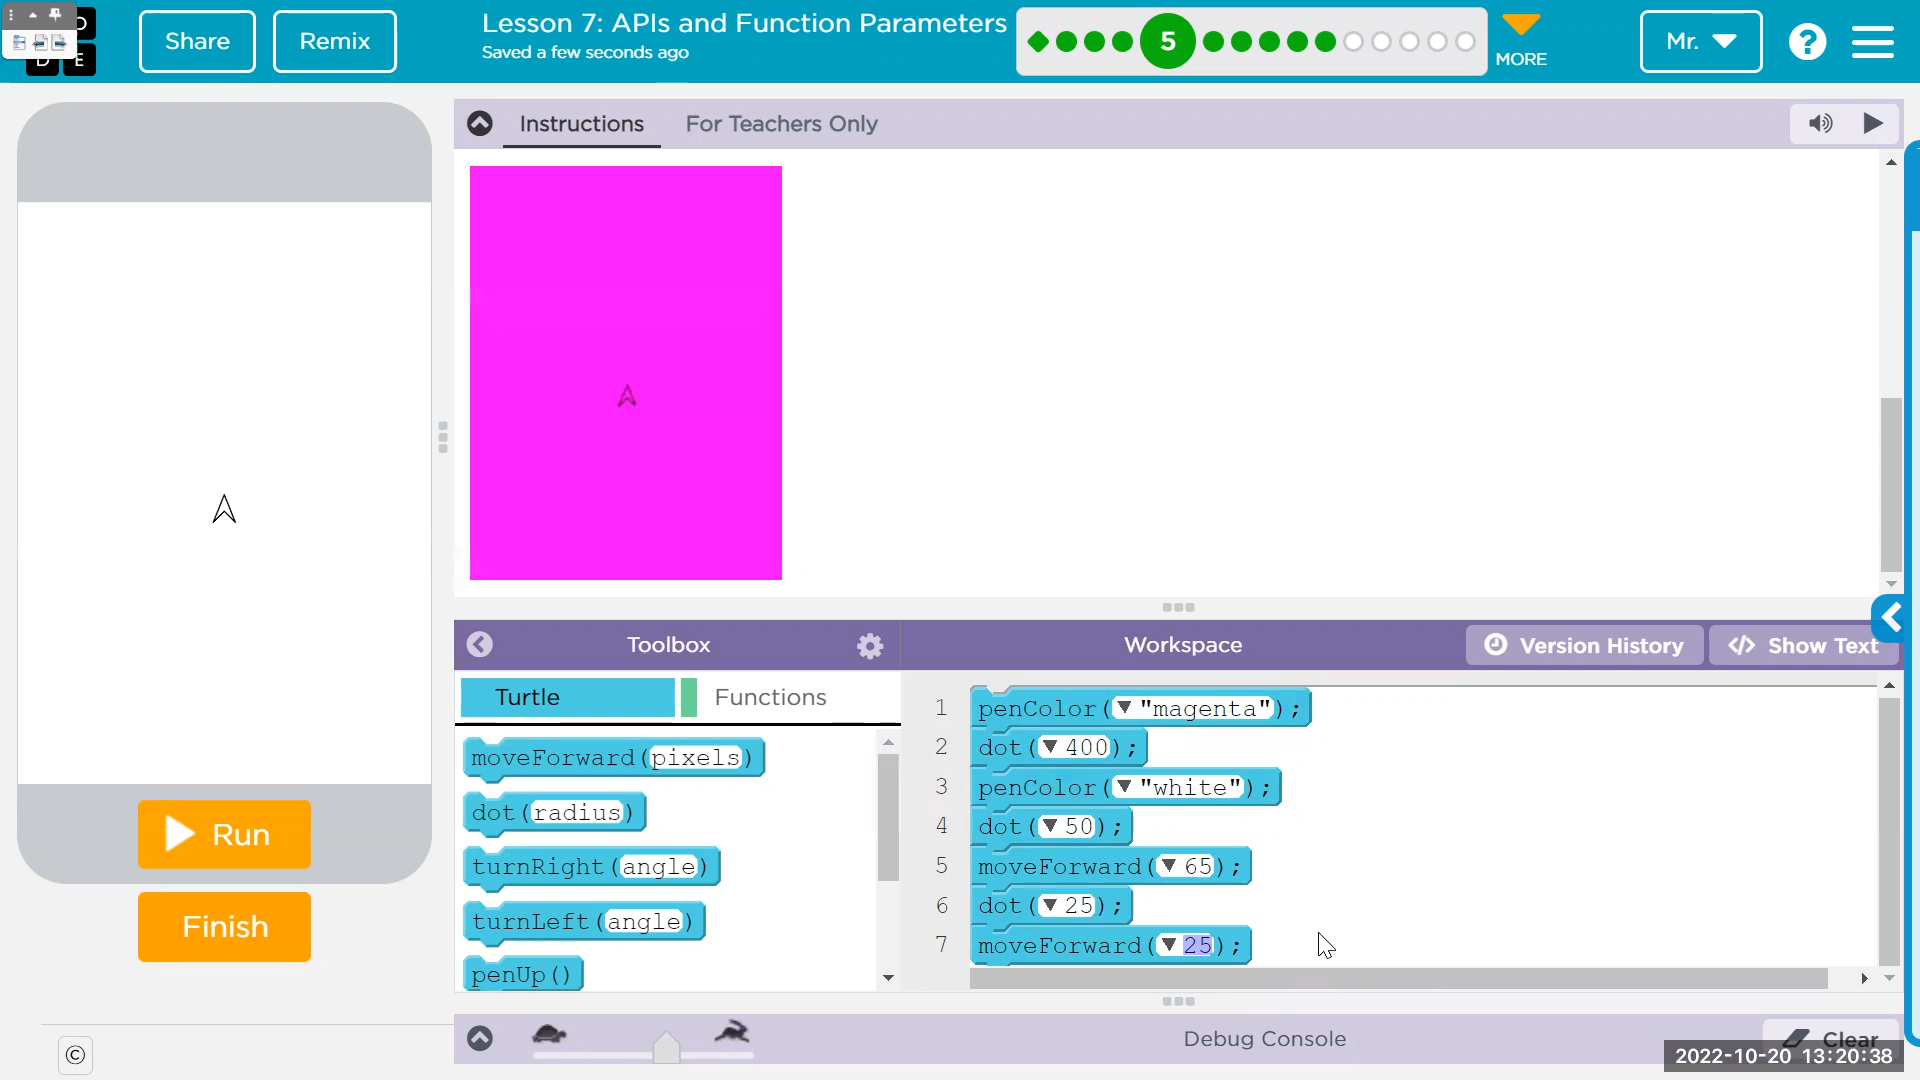 Share
Remix
Lesson 7: APIs and Function Parameters
Saved a few seconds ago
5
MORE
Mr.
?
D E
Instructions
For Teachers Only
Run
Finish
©
Toolbox
Workspace
Version History
</> Show Text
Turtle
Functions
moveForward(pixels)
dot(radius)
turnRight(angle)
turnLeft(angle)
penUp()
1 penColor(▼ "magenta");
2 dot(▼ 400);
3 penColor(▼ "white");
4 dot(▼ 50);
5 moveForward(▼ 65);
6 dot(▼ 25);
7 moveForward(▼ 25);
Debug Console
Clear
2022-10-20 13:20:38